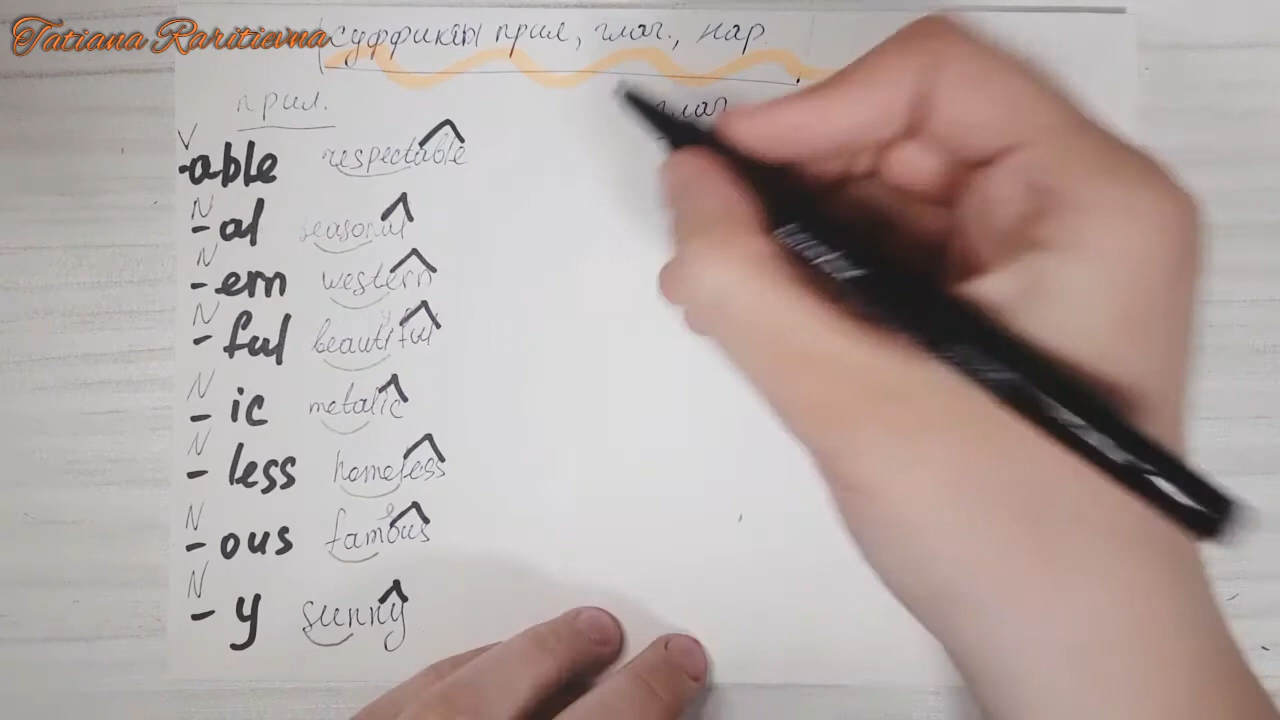 Tatiana Raritievna
суффиксы прил, глаг., нар.
прил.
глаг
V
-able respectable
N
-al seasonal
N
-ern western
N y
-ful beautiful
N
-ic metalic
N
-less homeless
N e
-ous famous
N
-y sunny